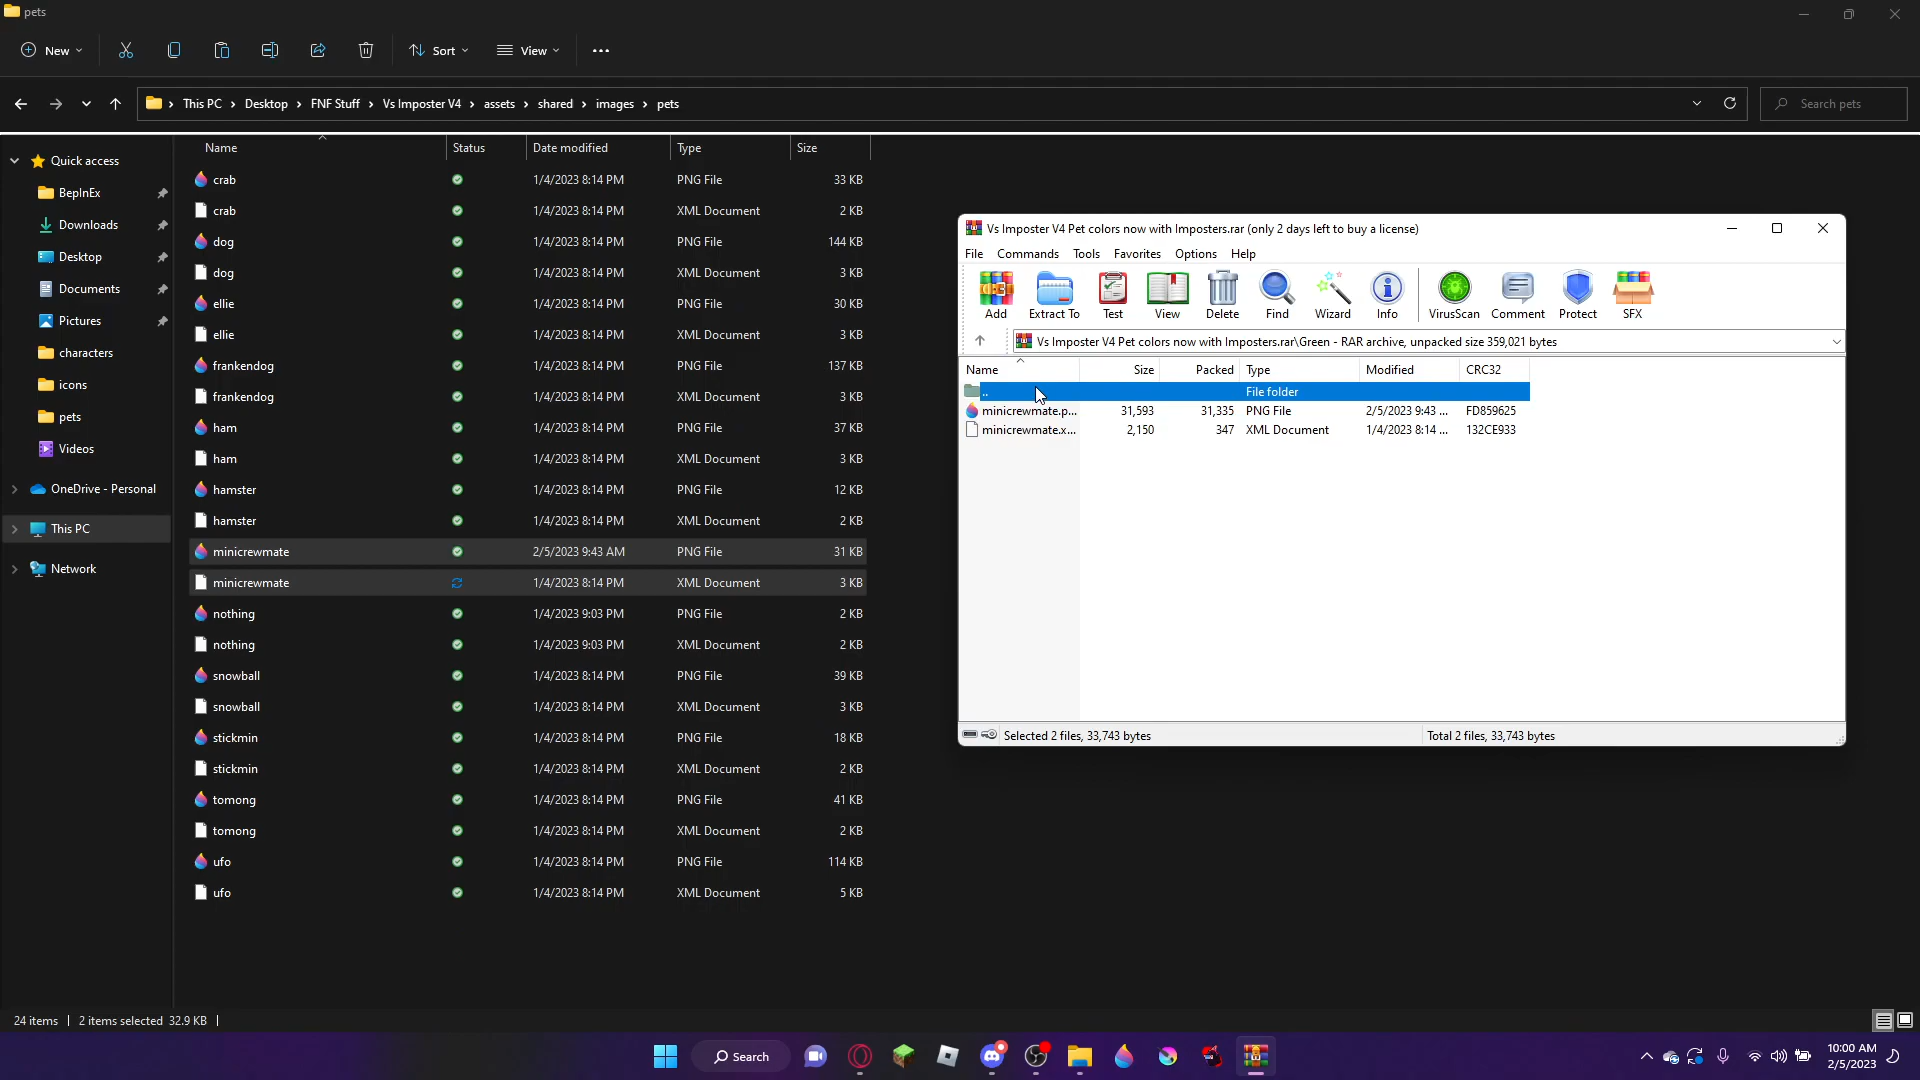 pets
New
Sort
View
This PC > Desktop > FNF Stuff > Vs Imposter V4 > assets > shared > images > pets
Search pets
Quick access
BepInEx
Downloads
Desktop
Documents
Pictures
characters
icons
pets
Videos
OneDrive - Personal
This PC
Network
Name Status Date modified Type Size
crab 1/4/2023 8:14 PM PNG File 33 KB
crab 1/4/2023 8:14 PM XML Document 2 KB
dog 1/4/2023 8:14 PM PNG File 144 KB
dog 1/4/2023 8:14 PM XML Document 3 KB
ellie 1/4/2023 8:14 PM PNG File 30 KB
ellie 1/4/2023 8:14 PM XML Document 3 KB
frankendog 1/4/2023 8:14 PM PNG File 137 KB
frankendog 1/4/2023 8:14 PM XML Document 3 KB
ham 1/4/2023 8:14 PM PNG File 37 KB
ham 1/4/2023 8:14 PM XML Document 3 KB
hamster 1/4/2023 8:14 PM PNG File 12 KB
hamster 1/4/2023 8:14 PM XML Document 2 KB
minicrewmate 2/5/2023 9:43 AM PNG File 31 KB
minicrewmate 1/4/2023 8:14 PM XML Document 3 KB
nothing 1/4/2023 9:03 PM PNG File 2 KB
nothing 1/4/2023 9:03 PM XML Document 2 KB
snowball 1/4/2023 8:14 PM PNG File 39 KB
snowball 1/4/2023 8:14 PM XML Document 3 KB
stickmin 1/4/2023 8:14 PM PNG File 18 KB
stickmin 1/4/2023 8:14 PM XML Document 2 KB
tomong 1/4/2023 8:14 PM PNG File 41 KB
tomong 1/4/2023 8:14 PM XML Document 2 KB
ufo 1/4/2023 8:14 PM PNG File 114 KB
ufo 1/4/2023 8:14 PM XML Document 5 KB
Vs Imposter V4 Pet colors now with Imposters.rar (only 2 days left to buy a license)
File Commands Tools Favorites Options Help
Add Extract To Test View Delete Find Wizard Info VirusScan Comment Protect SFX
Vs Imposter V4 Pet colors now with Imposters.rar\Green - RAR archive, unpacked size 359,021 bytes
Name Size Packed Type Modified CRC32
.. File folder
minicrewmate.p... 31,593 31,335 PNG File 2/5/2023 9:43 ... FD859625
minicrewmate.x... 2,150 347 XML Document 1/4/2023 8:14 ... 132CE933
Selected 2 files, 33,743 bytes
Total 2 files, 33,743 bytes
24 items
2 items selected 32.9 KB
Search
10:00 AM
2/5/2023